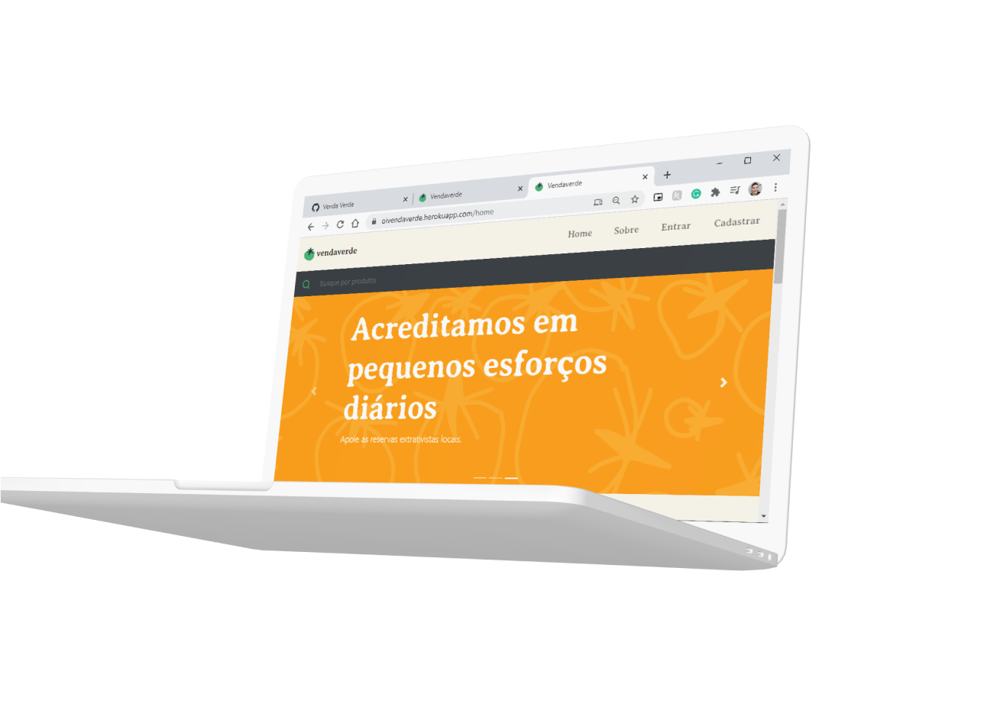 Venda Verde
Vendaverde
Vendaverde
oivendaverde.herokuapp.com/home
vendaverde
Home Sobre Entrar Cadastrar
Busque por produtos
Acreditamos em
pequenos esforços
diários
Apoie as reservas extrativistas locais.